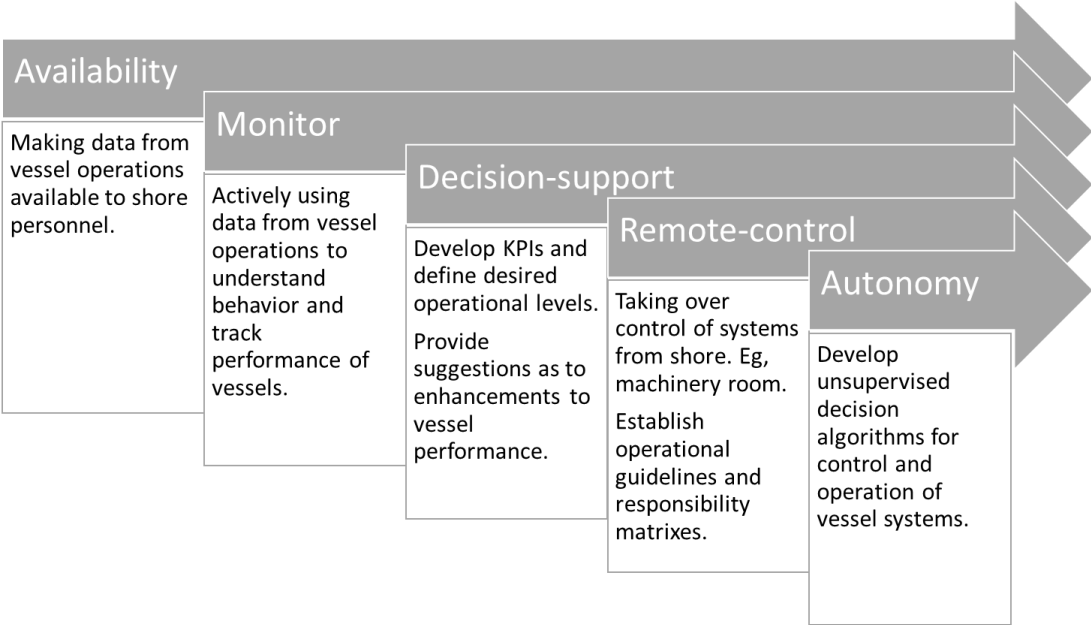 Availability
Making data from
vessel operations
available to shore
personnel.
Monitor
Actively using
data from vessel
operations to
understand
behavior and
track
performance of
vessels.
Decision-support
Develop KPIs and
define desired
operational levels.
Provide
suggestions as to
enhancements to
vessel
performance.
Remote-control
Taking over
control of systems
from shore. Eg,
machinery room.
Establish
operational
guidelines and
responsibility
matrixes.
Autonomy
Develop
unsupervised
decision
algorithms for
control and
operation of
vessel systems.